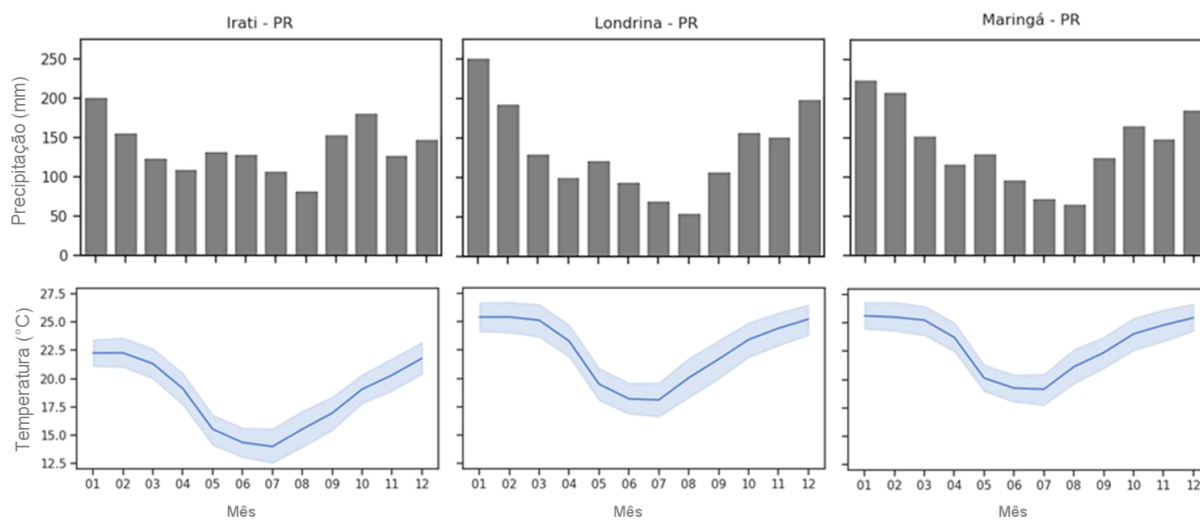 Irati - PR
Londrina - PR
Maringá - PR
Precipitação (mm)
250
200
150
100
50
0
Temperatura (°C)
27.5
25.0
22.5
20.0
17.5
15.0
12.5
01 02 03 04 05 06 07 08 09 10 11 12
01 02 03 04 05 06 07 08 09 10 11 12
01 02 03 04 05 06 07 08 09 10 11 12
Mês
Mês
Mês